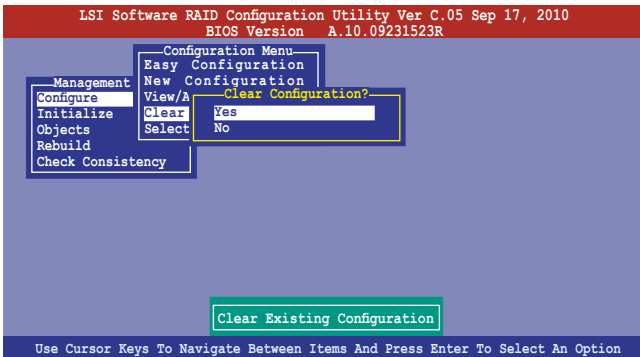 LSI Software RAID Configuration Utility Ver C.05 Sep 17, 2010
BIOS Version A.10.09231523R
Configuration Menu
Easy Configuration
New Configuration
View/A
Clear
Select
Management
Configure
Initialize
Objects
Rebuild
Check Consistency
Clear Configuration?
Yes
No
Clear Existing Configuration
Use Cursor Keys To Navigate Between Items And Press Enter To Select An Option